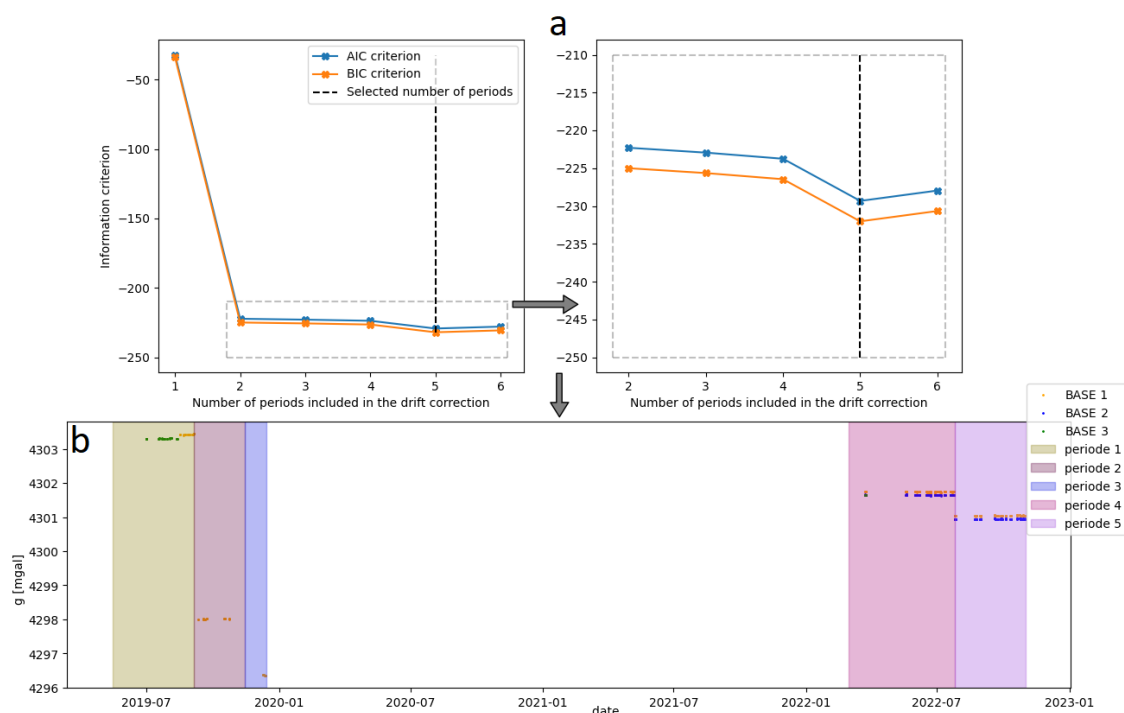 a
AIC criterion
BIC criterion
Selected number of periods
−50
−100
−150
−200
−250
Information criterion
1 2 3 4 5 6
Number of periods included in the drift correction
−210
−215
−220
−225
−230
−235
−240
−245
−250
2 3 4 5 6
Number of periods included in the drift correction
b
BASE 1
BASE 2
BASE 3
periode 1
periode 2
periode 3
periode 4
periode 5
4303
4302
4301
4300
4299
4298
4297
4296
g [mgal]
2019-07 2020-01 2020-07 2021-01 2021-07 2022-01 2022-07 2023-01
date